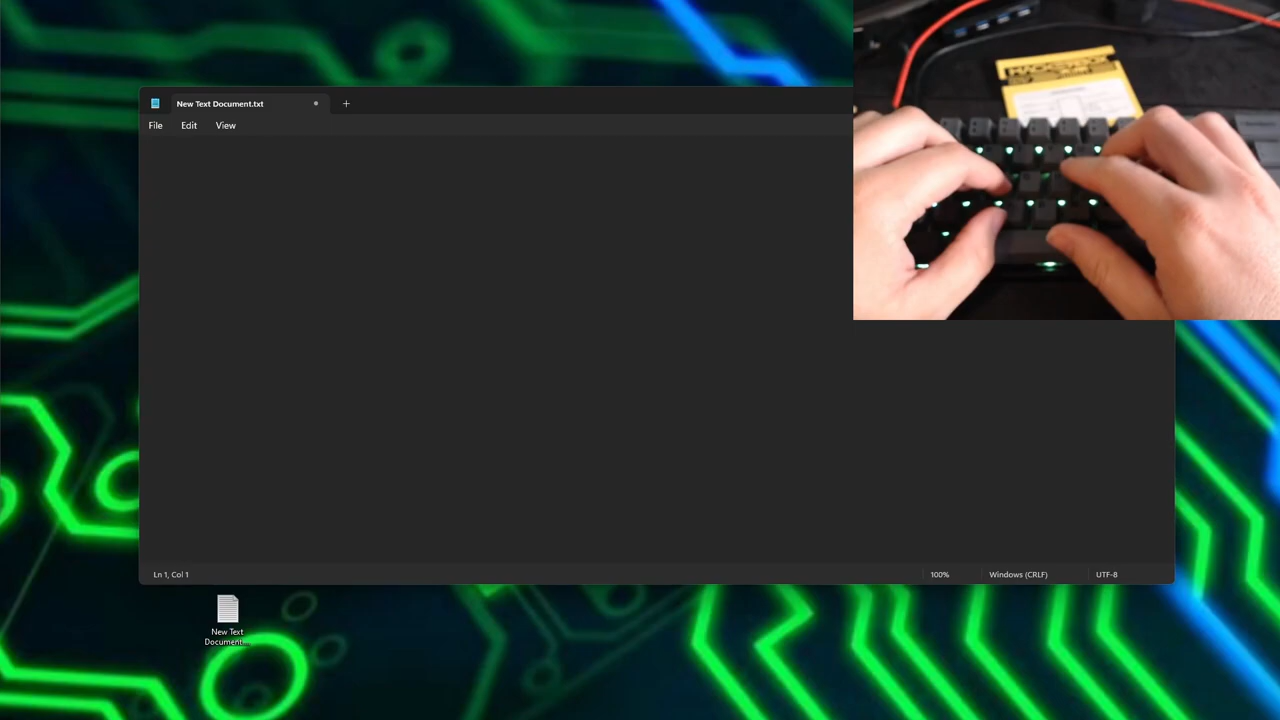 New Text Document.txt
File Edit View
Ln 1, Col 1
100%
Windows (CRLF)
UTF-8
New Text
Document...